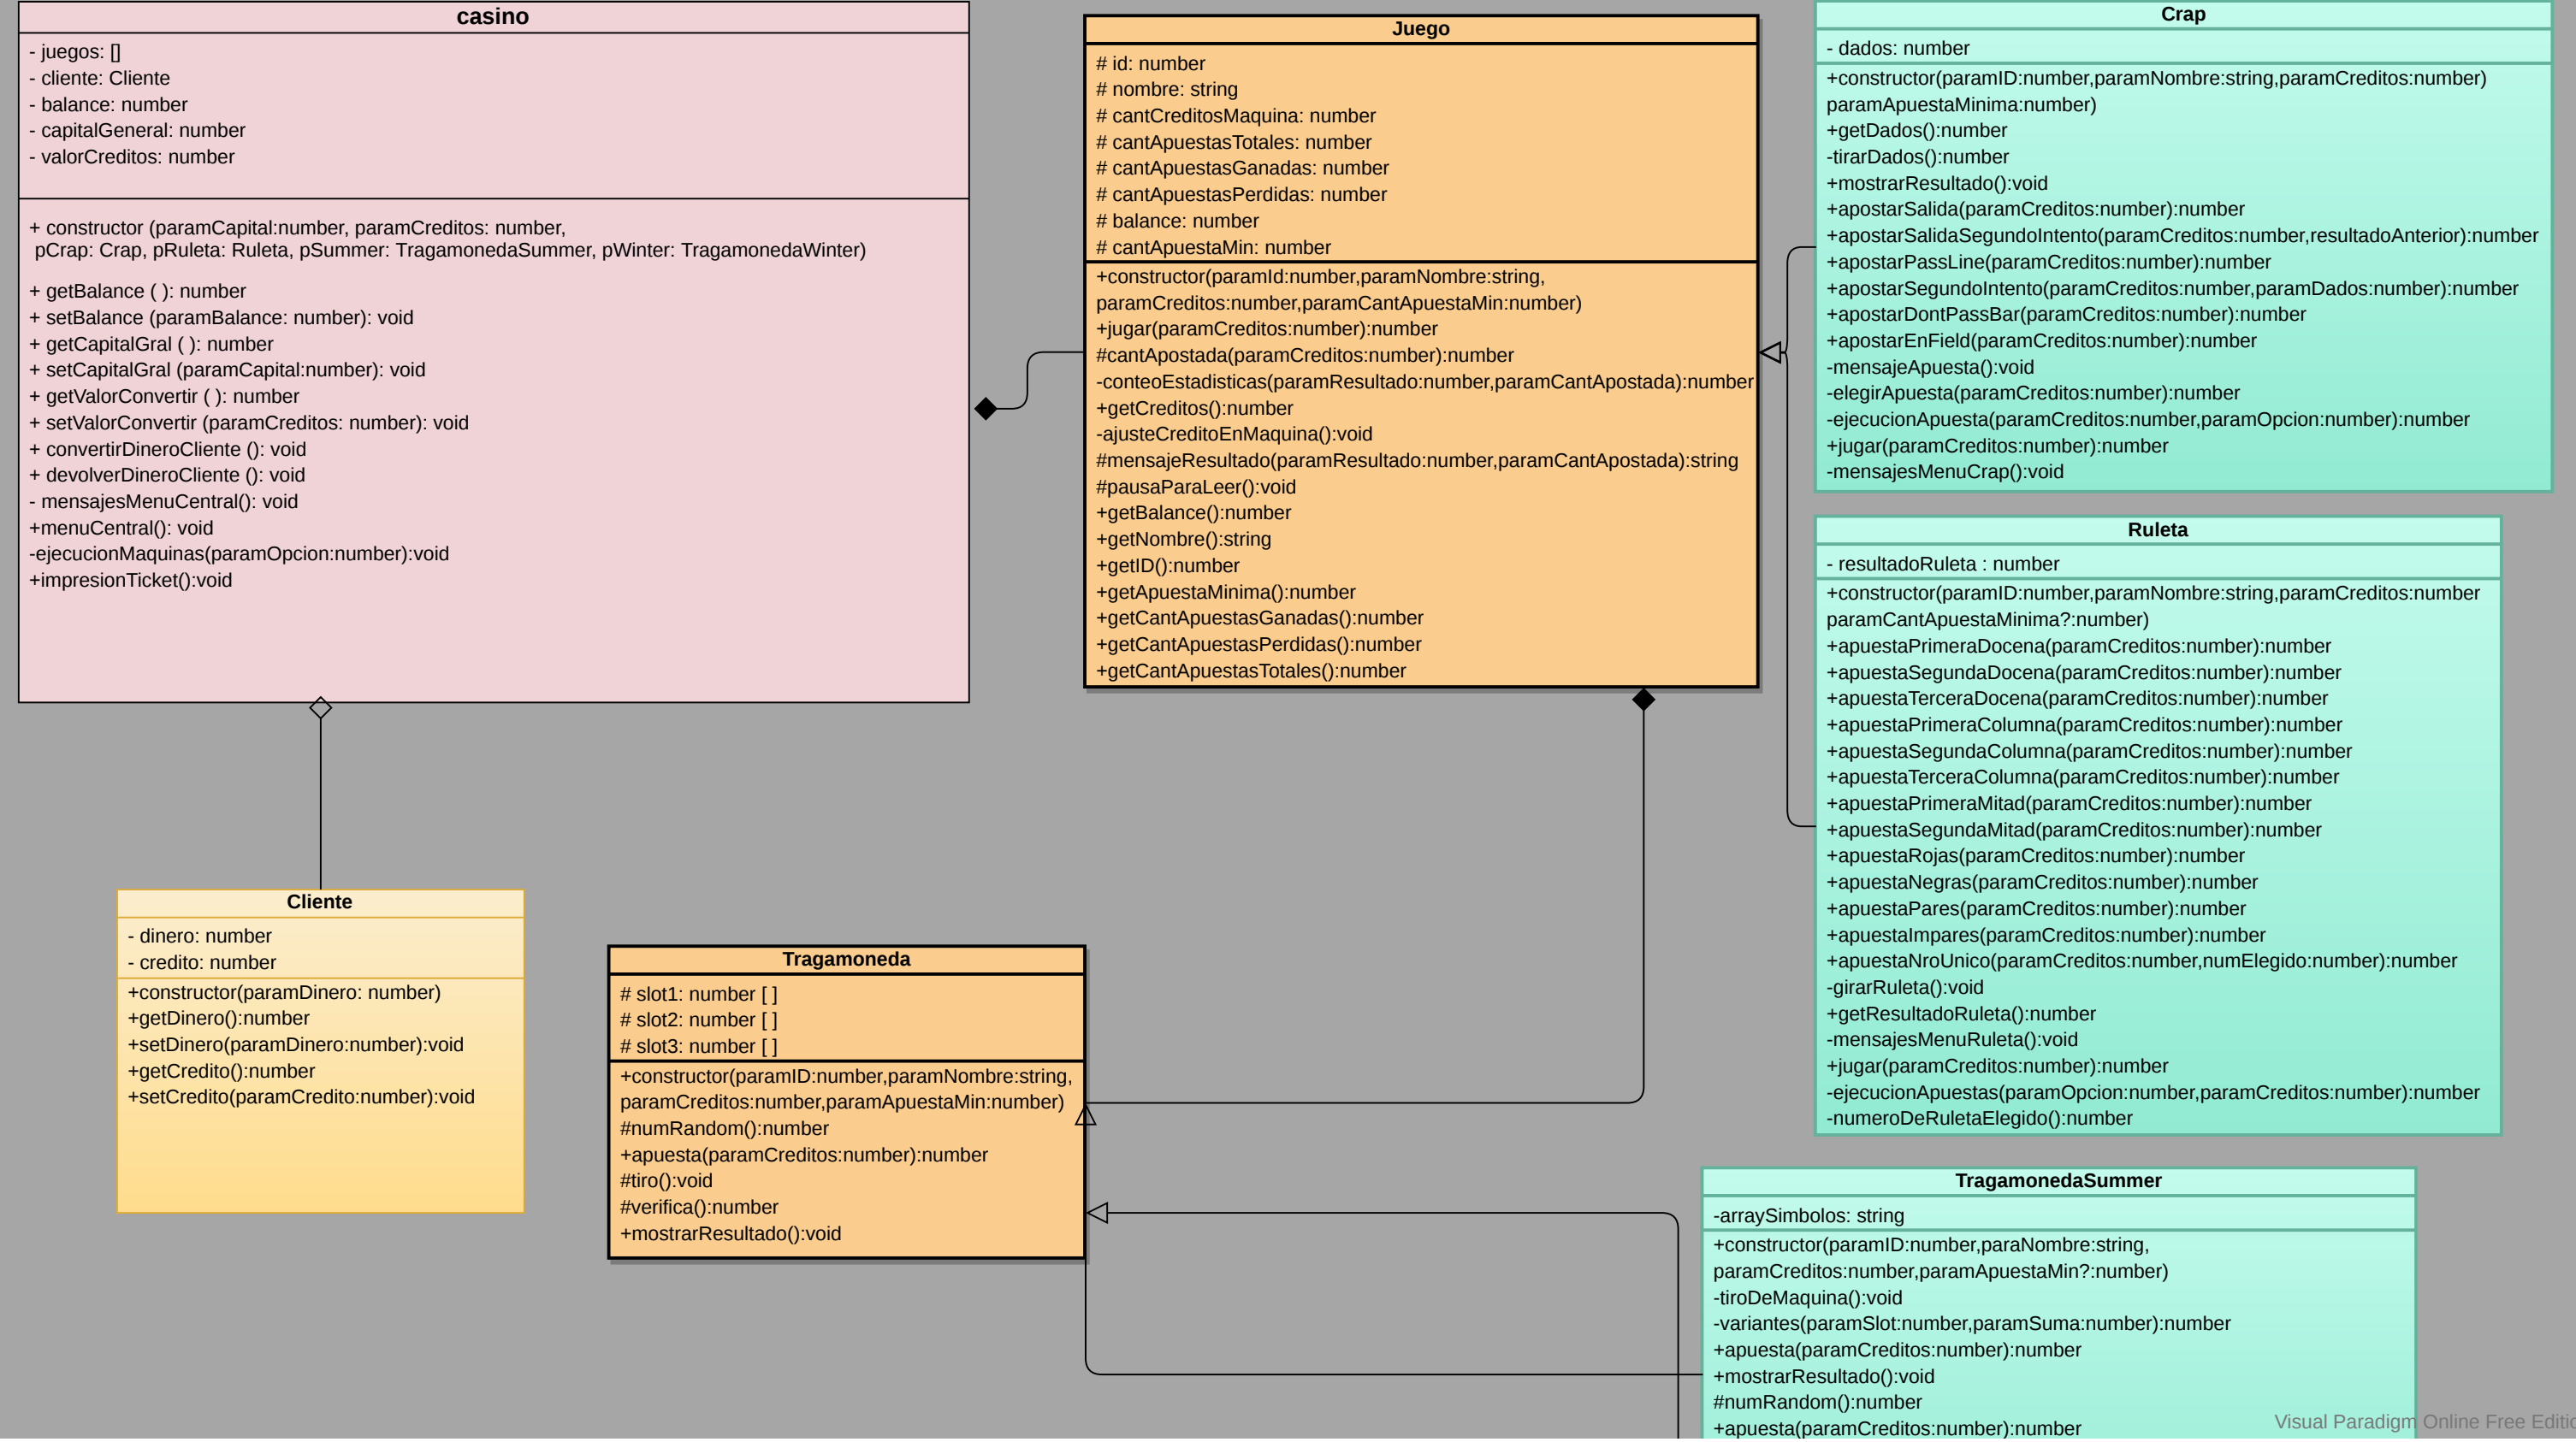 casino
- juegos: []
- cliente: Cliente
- balance: number
- capitalGeneral: number
- valorCreditos: number
+ constructor (paramCapital:number, paramCreditos: number,
pCrap: Crap, pRuleta: Ruleta, pSummer: TragamonedaSummer, pWinter: TragamonedaWinter)
+ getBalance ( ): number
+ setBalance (paramBalance: number): void
+ getCapitalGral ( ): number
+ setCapitalGral (paramCapital:number): void
+ getValorConvertir ( ): number
+ setValorConvertir (paramCreditos: number): void
+ convertirDineroCliente (): void
+ devolverDineroCliente (): void
- mensajesMenuCentral(): void
+menuCentral(): void
-ejecucionMaquinas(paramOpcion:number):void
+impresionTicket():void
Juego
# id: number
# nombre: string
# cantCreditosMaquina: number
# cantApuestasTotales: number
# cantApuestasGanadas: number
# cantApuestasPerdidas: number
# balance: number
# cantApuestaMin: number
+constructor(paramId:number,paramNombre:string,
paramCreditos:number,paramCantApuestaMin:number)
+jugar(paramCreditos:number):number
#cantApostada(paramCreditos:number):number
-conteoEstadisticas(paramResultado:number,paramCantApostada):number
+getCreditos():number
-ajusteCreditoEnMaquina():void
#mensajeResultado(paramResultado:number,paramCantApostada):string
#pausaParaLeer():void
+getBalance():number
+getNombre():string
+getID():number
+getApuestaMinima():number
+getCantApuestasGanadas():number
+getCantApuestasPerdidas():number
+getCantApuestasTotales():number
Crap
- dados: number
+constructor(paramID:number,paramNombre:string,paramCreditos:number)
paramApuestaMinima:number)
+getDados():number
-tirarDados():number
+mostrarResultado():void
+apostarSalida(paramCreditos:number):number
+apostarSalidaSegundoIntento(paramCreditos:number,resultadoAnterior):number
+apostarPassLine(paramCreditos:number):number
+apostarSegundoIntento(paramCreditos:number,paramDados:number):number
+apostarDontPassBar(paramCreditos:number):number
+apostarEnField(paramCreditos:number):number
-mensajeApuesta():void
-elegirApuesta(paramCreditos:number):number
-ejecucionApuesta(paramCreditos:number,paramOpcion:number):number
+jugar(paramCreditos:number):number
-mensajesMenuCrap():void
Ruleta
- resultadoRuleta : number
+constructor(paramID:number,paramNombre:string,paramCreditos:number
paramCantApuestaMinima?:number)
+apuestaPrimeraDocena(paramCreditos:number):number
+apuestaSegundaDocena(paramCreditos:number):number
+apuestaTerceraDocena(paramCreditos:number):number
+apuestaPrimeraColumna(paramCreditos:number):number
+apuestaSegundaColumna(paramCreditos:number):number
+apuestaTerceraColumna(paramCreditos:number):number
+apuestaPrimeraMitad(paramCreditos:number):number
+apuestaSegundaMitad(paramCreditos:number):number
+apuestaRojas(paramCreditos:number):number
+apuestaNegras(paramCreditos:number):number
+apuestaPares(paramCreditos:number):number
+apuestaImpares(paramCreditos:number):number
+apuestaNroUnico(paramCreditos:number,numElegido:number):number
-girarRuleta():void
+getResultadoRuleta():number
-mensajesMenuRuleta():void
+jugar(paramCreditos:number):number
-ejecucionApuestas(paramOpcion:number,paramCreditos:number):number
-numeroDeRuletaElegido():number
Cliente
- dinero: number
- credito: number
+constructor(paramDinero: number)
+getDinero():number
+setDinero(paramDinero:number):void
+getCredito():number
+setCredito(paramCredito:number):void
Tragamoneda
# slot1: number [ ]
# slot2: number [ ]
# slot3: number [ ]
+constructor(paramID:number,paramNombre:string,
paramCreditos:number,paramApuestaMin:number)
#numRandom():number
+apuesta(paramCreditos:number):number
#tiro():void
#verifica():number
+mostrarResultado():void
TragamonedaSummer
-arraySimbolos: string
+constructor(paramID:number,paraNombre:string,
paramCreditos:number,paramApuestaMin?:number)
-tiroDeMaquina():void
-variantes(paramSlot:number,paramSuma:number):number
+apuesta(paramCreditos:number):number
+mostrarResultado():void
#numRandom():number
+apuesta(paramCreditos:number):number
Visual Paradigm Online Free Editio